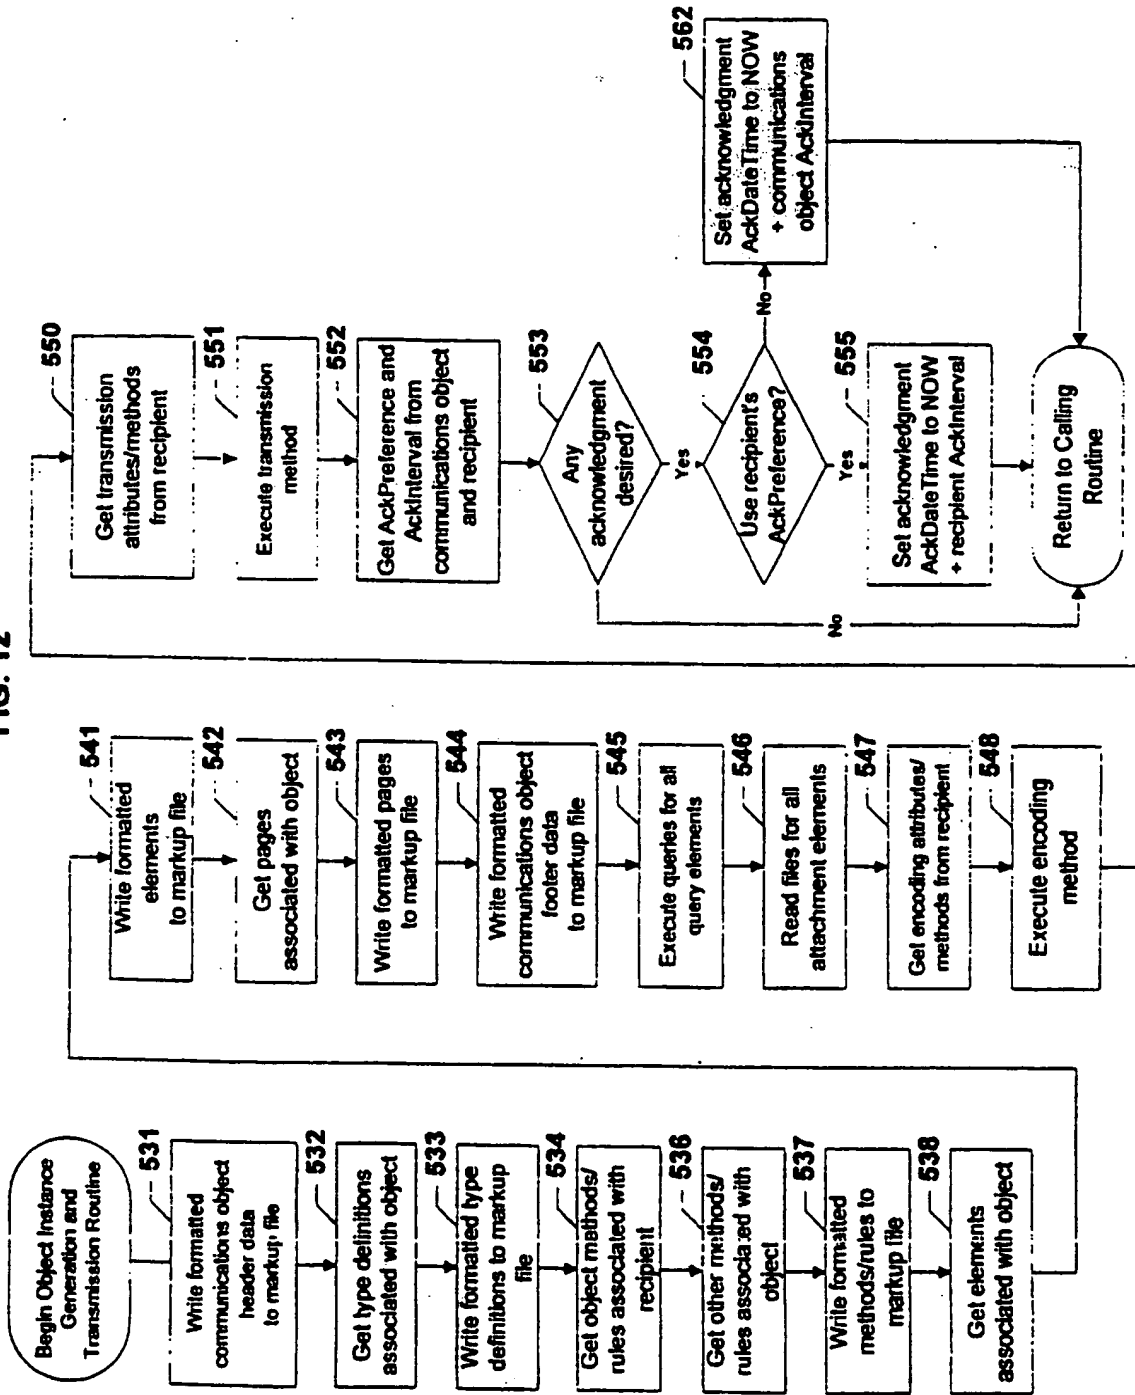 FIG. 12
Begin Object Instance
Generation and
Transmission Routine
531
Write formatted
communications object
header data
to markup file
532
Get type definitions
associated with object
533
Write formatted type
definitions to markup
file
534
Get object methods/
rules associated with
recipient
536
Get other methods/
rules associated with
object
537
Write formatted
methods/rules to
markup file
538
Get elements
associated with object
541
Write formatted
elements
to markup file
542
Get pages
associated with object
543
Write formatted pages
to markup file
544
Write formatted
communications object
footer data
to markup file
545
Execute queries for all
query elements
546
Read files for all
attachment elements
547
Get encoding attributes/
methods from recipient
548
Execute encoding
method
550
Get transmission
attributes/methods
from recipient
551
Execute transmission
method
552
Get AckPreference and
AckInterval from
communications object
and recipient
553
Any
acknowledgment
desired?
No
Yes
554
Use recipient's
AckPreference?
No
Yes
555
Set acknowledgment
AckDateTime to NOW
+ recipient AckInterval
562
Set acknowledgment
AckDateTime to NOW
+ communications
object AckInterval
Return to Calling
Routine